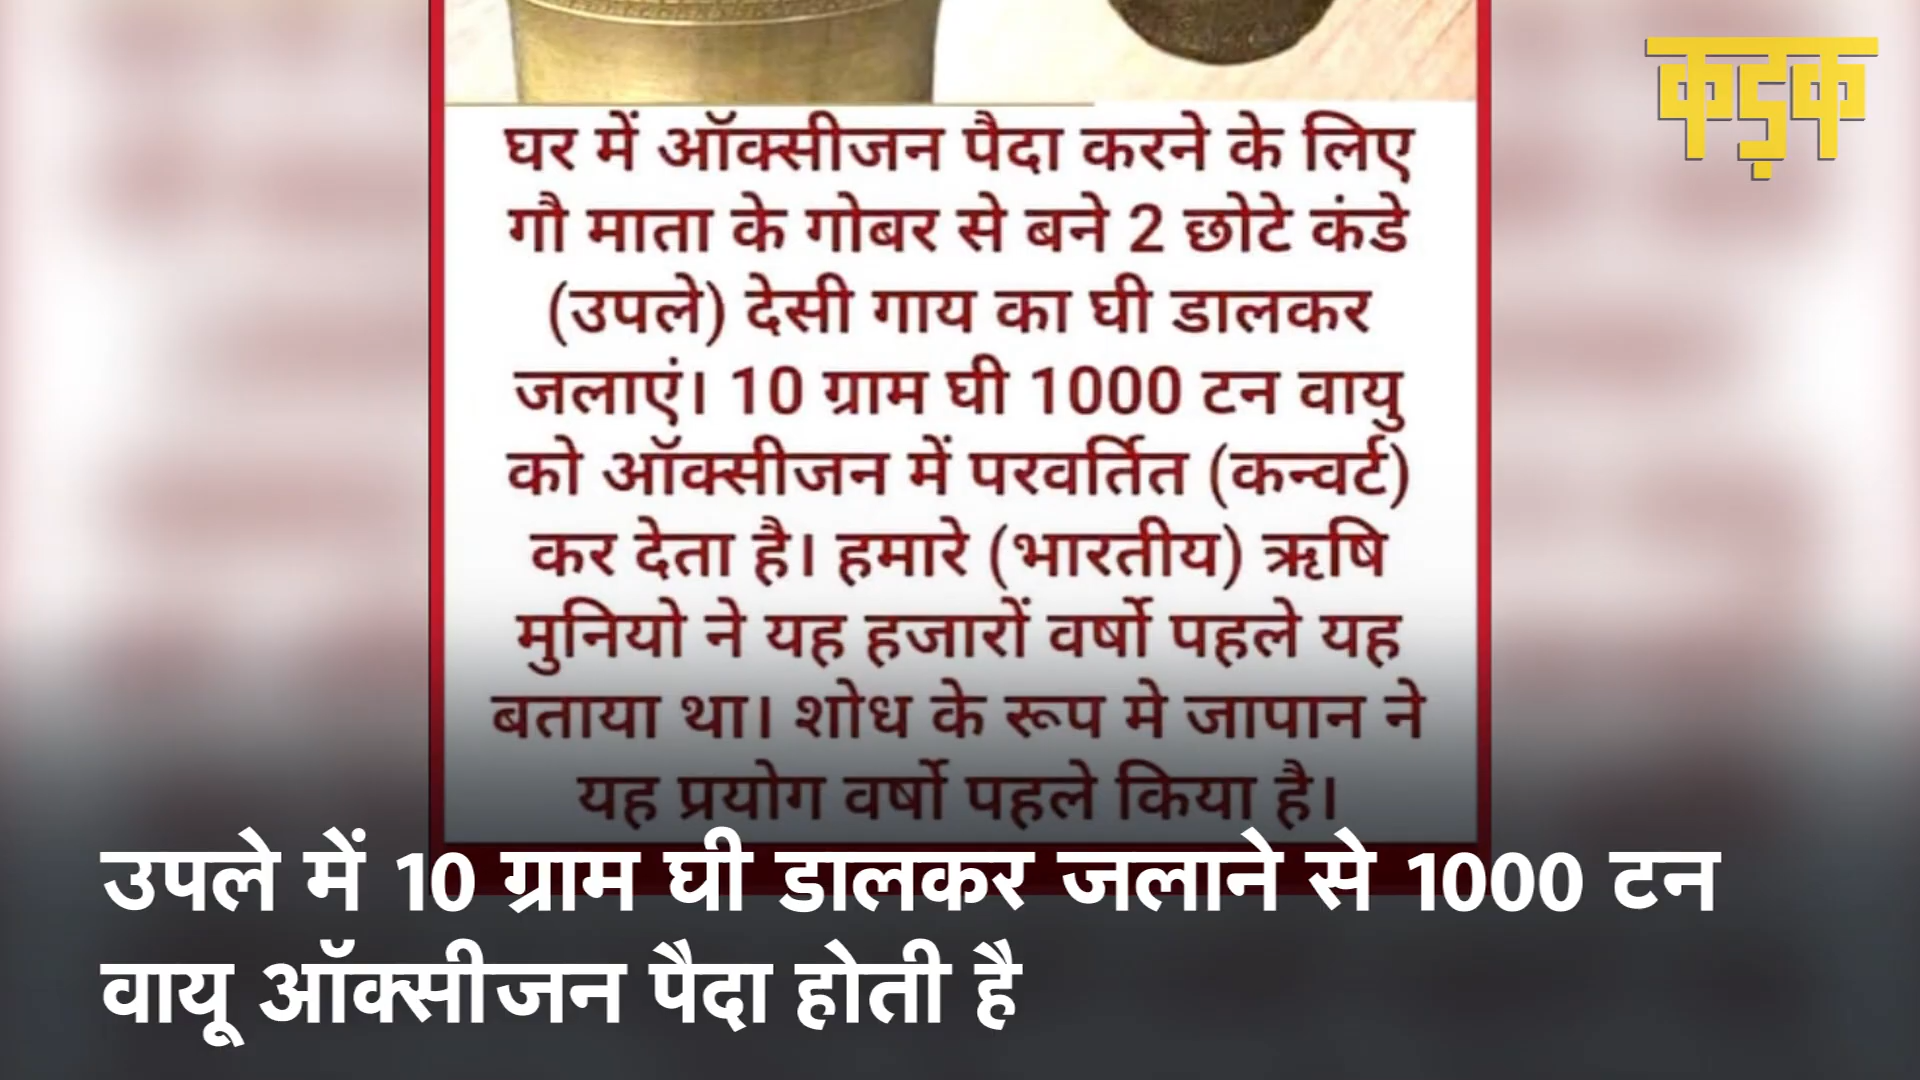 कड़क
घर में ऑक्सीजन पैदा करने के लिए
गौ माता के गोबर से बने 2 छोटे कंडे
(उपले) देसी गाय का घी डालकर
जलाएं। 10 ग्राम घी 1000 टन वायु
को ऑक्सीजन में परवर्तित (कन्वर्ट)
कर देता है। हमारे (भारतीय) ऋषि
मुनियो ने यह हजारों वर्षो पहले यह
बताया था। शोध के रूप मे जापान ने
यह प्रयोग वर्षो पहले किया है।
उपले में 10 ग्राम घी डालकर जलाने से 1000 टन
वायू ऑक्सीजन पैदा होती है